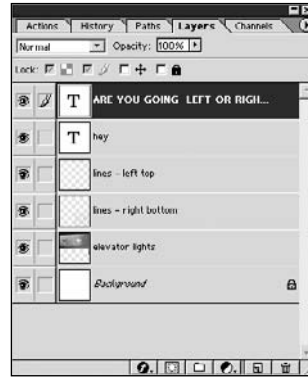 Actions History Paths Layers Channels
Normal Opacity: 100%
Lock:
T ARE YOU GOING LEFT OR RIGH...
T hey
lines - left top
lines - right bottom
elevator lights
Background